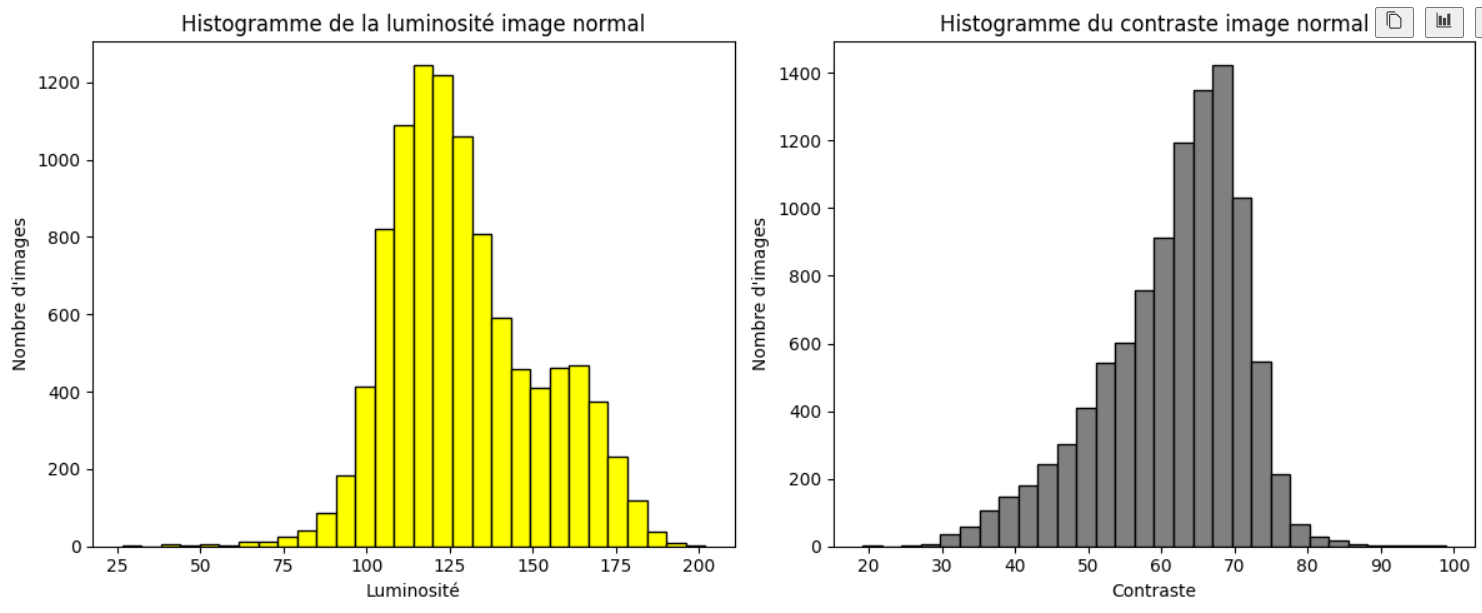 Histogramme de la luminosité image normal
Nombre d'images
1200
1000
800
600
400
200
0
25 50 75 100 125 150 175 200
Luminosité
Histogramme du contraste image normal
Nombre d'images
1400
1200
1000
800
600
400
200
0
20 30 40 50 60 70 80 90 100
Contraste